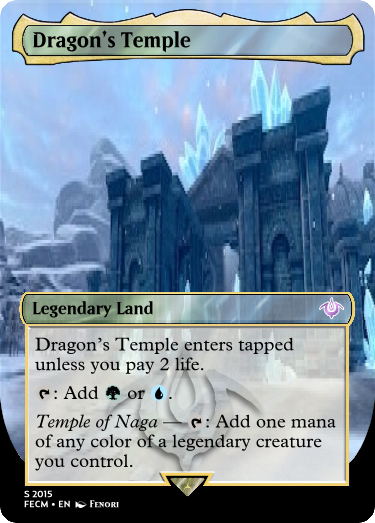 Dragon's Temple
Legendary Land
Dragon's Temple enters tapped
unless you pay 2 life.
: Add or .
Temple of Naga — : Add one mana
of any color of a legendary creature
you control.
S 2015
FECM • EN Fenori